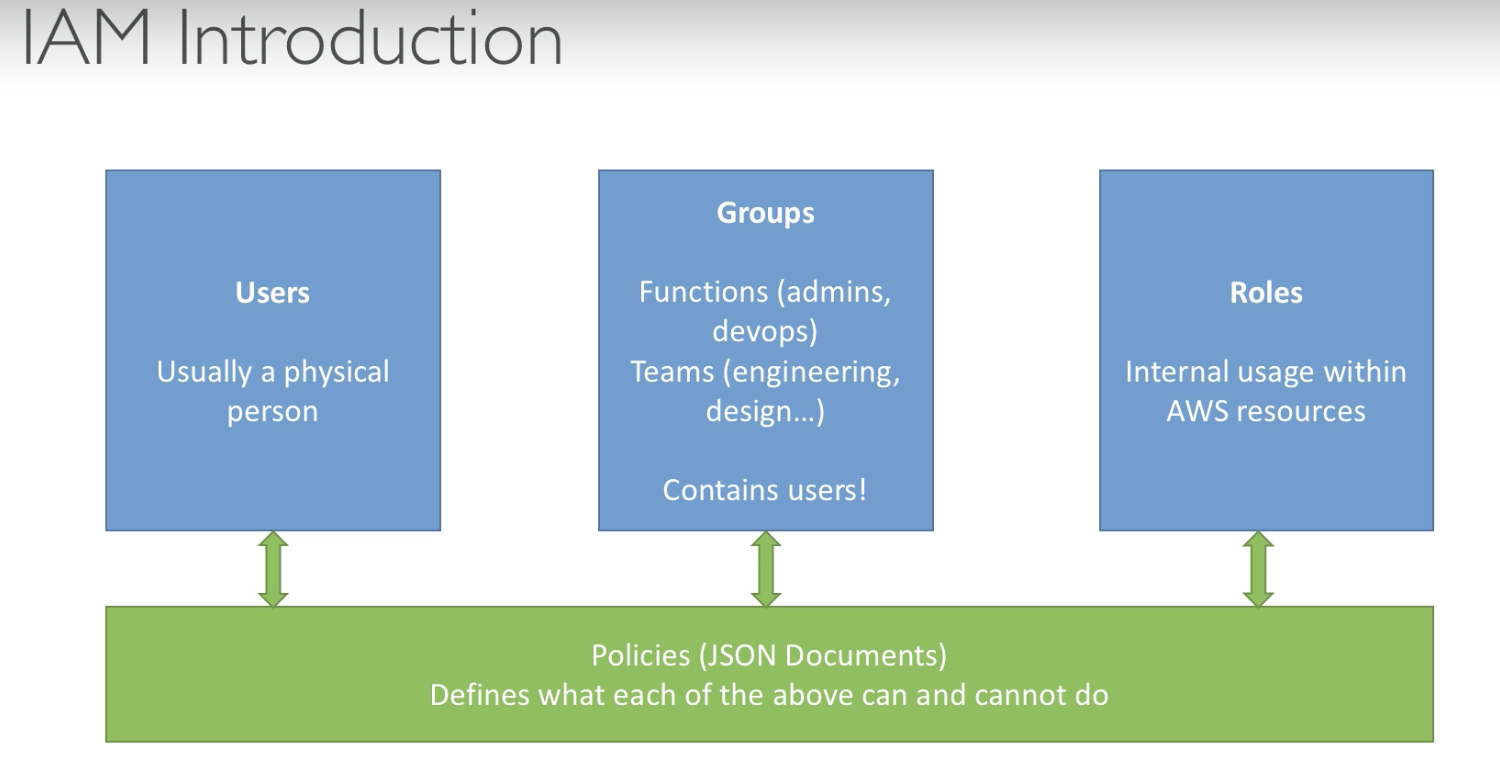 IAM Introduction
Users
Usually a physical
person
Groups
Functions (admins,
devops)
Teams (engineering,
design...)
Contains users!
Roles
Internal usage within
AWS resources
Policies (JSON Documents)
Defines what each of the above can and cannot do